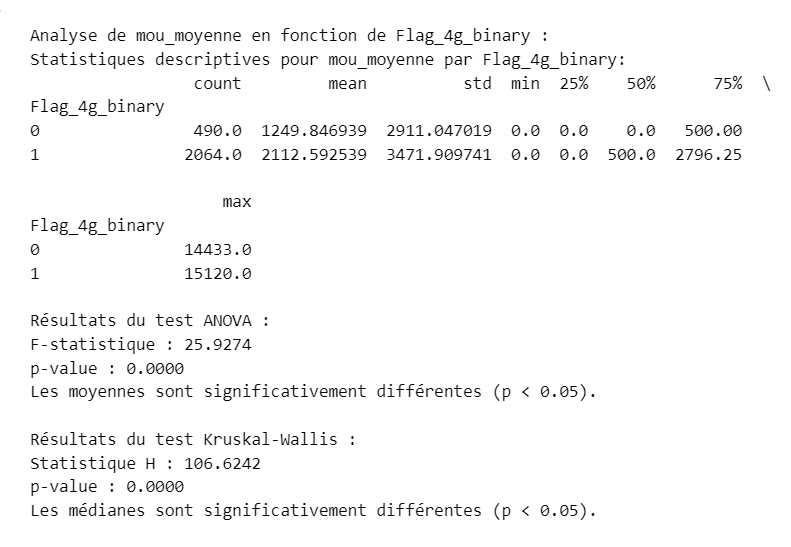 Analyse de mou_moyenne en fonction de Flag_4g_binary :
Statistiques descriptives pour mou_moyenne par Flag_4g_binary:
count mean std min 25% 50% 75% \
Flag_4g_binary
0 490.0 1249.846939 2911.047019 0.0 0.0 0.0 500.00
1 2064.0 2112.592539 3471.909741 0.0 0.0 500.0 2796.25
max
Flag_4g_binary
0 14433.0
1 15120.0
Résultats du test ANOVA :
F-statistique : 25.9274
p-value : 0.0000
Les moyennes sont significativement différentes (p < 0.05).
Résultats du test Kruskal-Wallis :
Statistique H : 106.6242
p-value : 0.0000
Les médianes sont significativement différentes (p < 0.05).